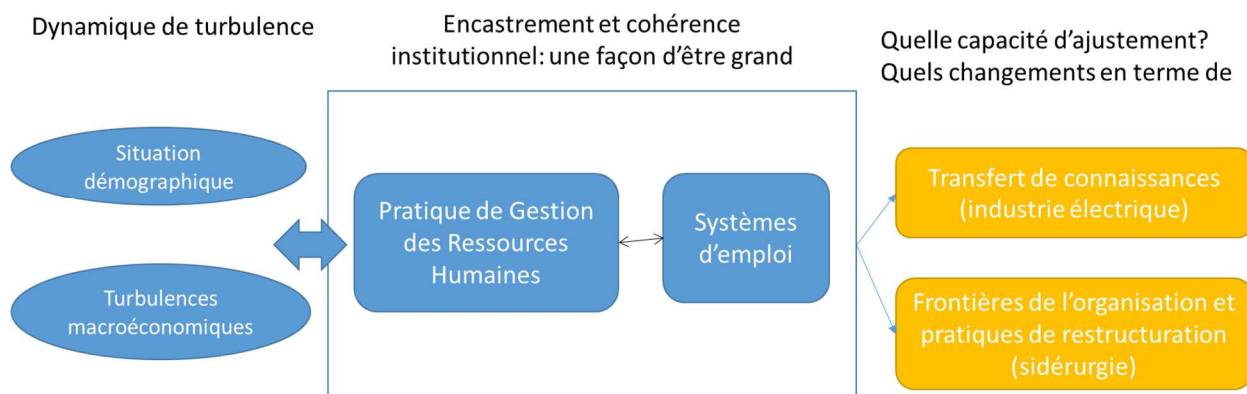 Dynamique de turbulence
Encastrement et cohérence
institutionnel: une façon d'être grand
Quelle capacité d'ajustement?
Quels changements en terme de
Situation
démographique
Turbulences
macroéconomiques
Pratique de Gestion
des Ressources
Humaines
Systèmes
d'emploi
Transfert de connaissances
(industrie électrique)
Frontières de l'organisation et
pratiques de restructuration
(sidérurgie)